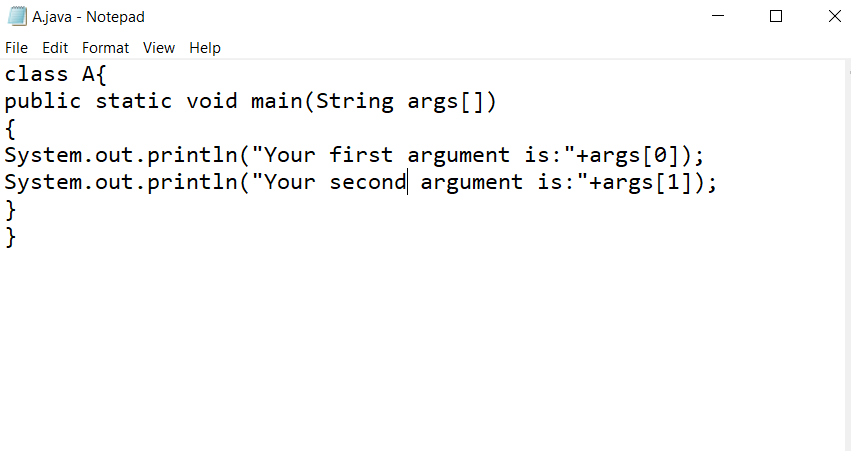 A.java - Notepad
File Edit Format View Help
class A{
public static void main(String args[])
{
System.out.println("Your first argument is:"+args[0]);
System.out.println("Your second argument is:"+args[1]);
}
}